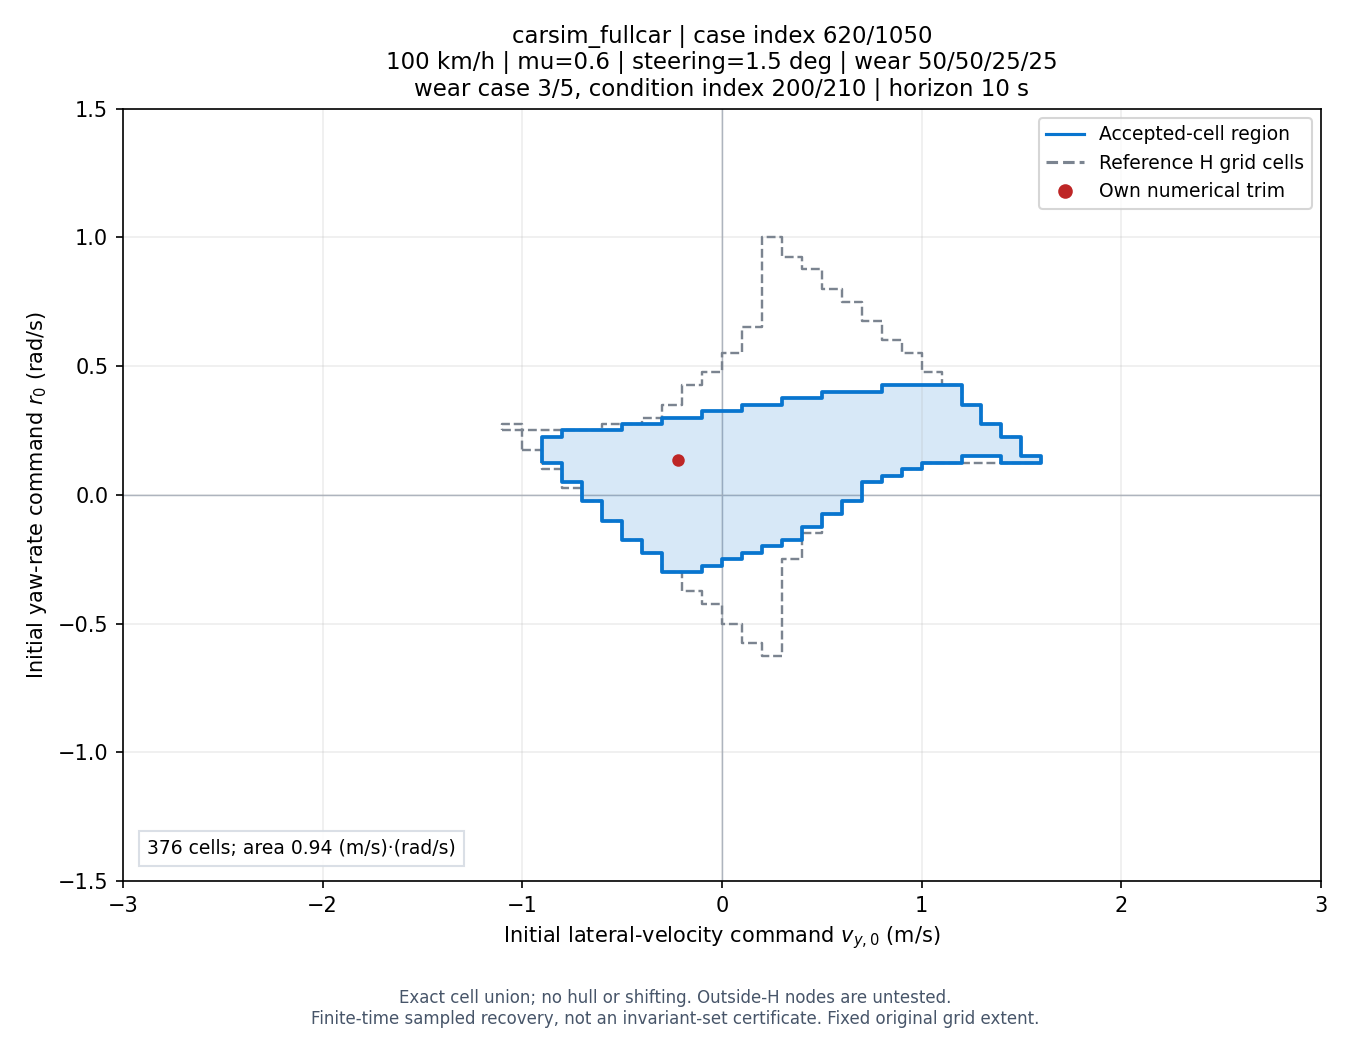 carsim_fullcar | case index 620/1050
100 km/h | mu=0.6 | steering=1.5 deg | wear 50/50/25/25
wear case 3/5, condition index 200/210 | horizon 10 s
Accepted-cell region
Reference H grid cells
Own numerical trim
1.5
1.0
0.5
0.0
−0.5
−1.0
−1.5
Initial yaw-rate command r0 (rad/s)
376 cells; area 0.94 (m/s)·(rad/s)
−3
−2
−1
0
1
2
3
Initial lateral-velocity command vy,0 (m/s)
Exact cell union; no hull or shifting. Outside-H nodes are untested.
Finite-time sampled recovery, not an invariant-set certificate. Fixed original grid extent.